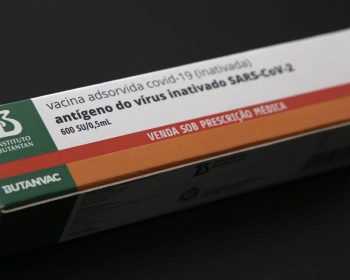 vacina adsorvida covid-19 (inativada)
antígeno do vírus inativado SARS-CoV-2
600 SU/0,5mL
INSTITUTO
BUTANTAN
VENDA SOB PRESCRIÇÃO MÉDICA
BUTANVAC